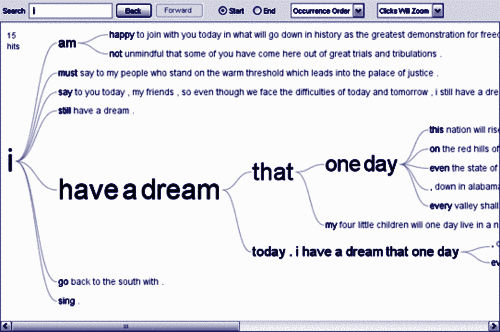 Search i Back Forward Start End Occurrence Order Clicks Will Zoom
15
hits
happy to join with you today in what will go down in history as the greatest demonstration for freed
am
not unmindful that some of you have come here out of great trials and tribulations .
must say to my people who stand on the warm threshold which leads into the palace of justice .
say to you today , my friends , so even though we face the difficulties of today and tomorrow , i still have a dre
still have a dream .
i
have a dream
that
one day
this nation will rise
on the red hills of
even the state of
, down in alabama
every valley shall
my four little children will one day live in a n
today . i have a dream that one day
go back to the south with .
sing .